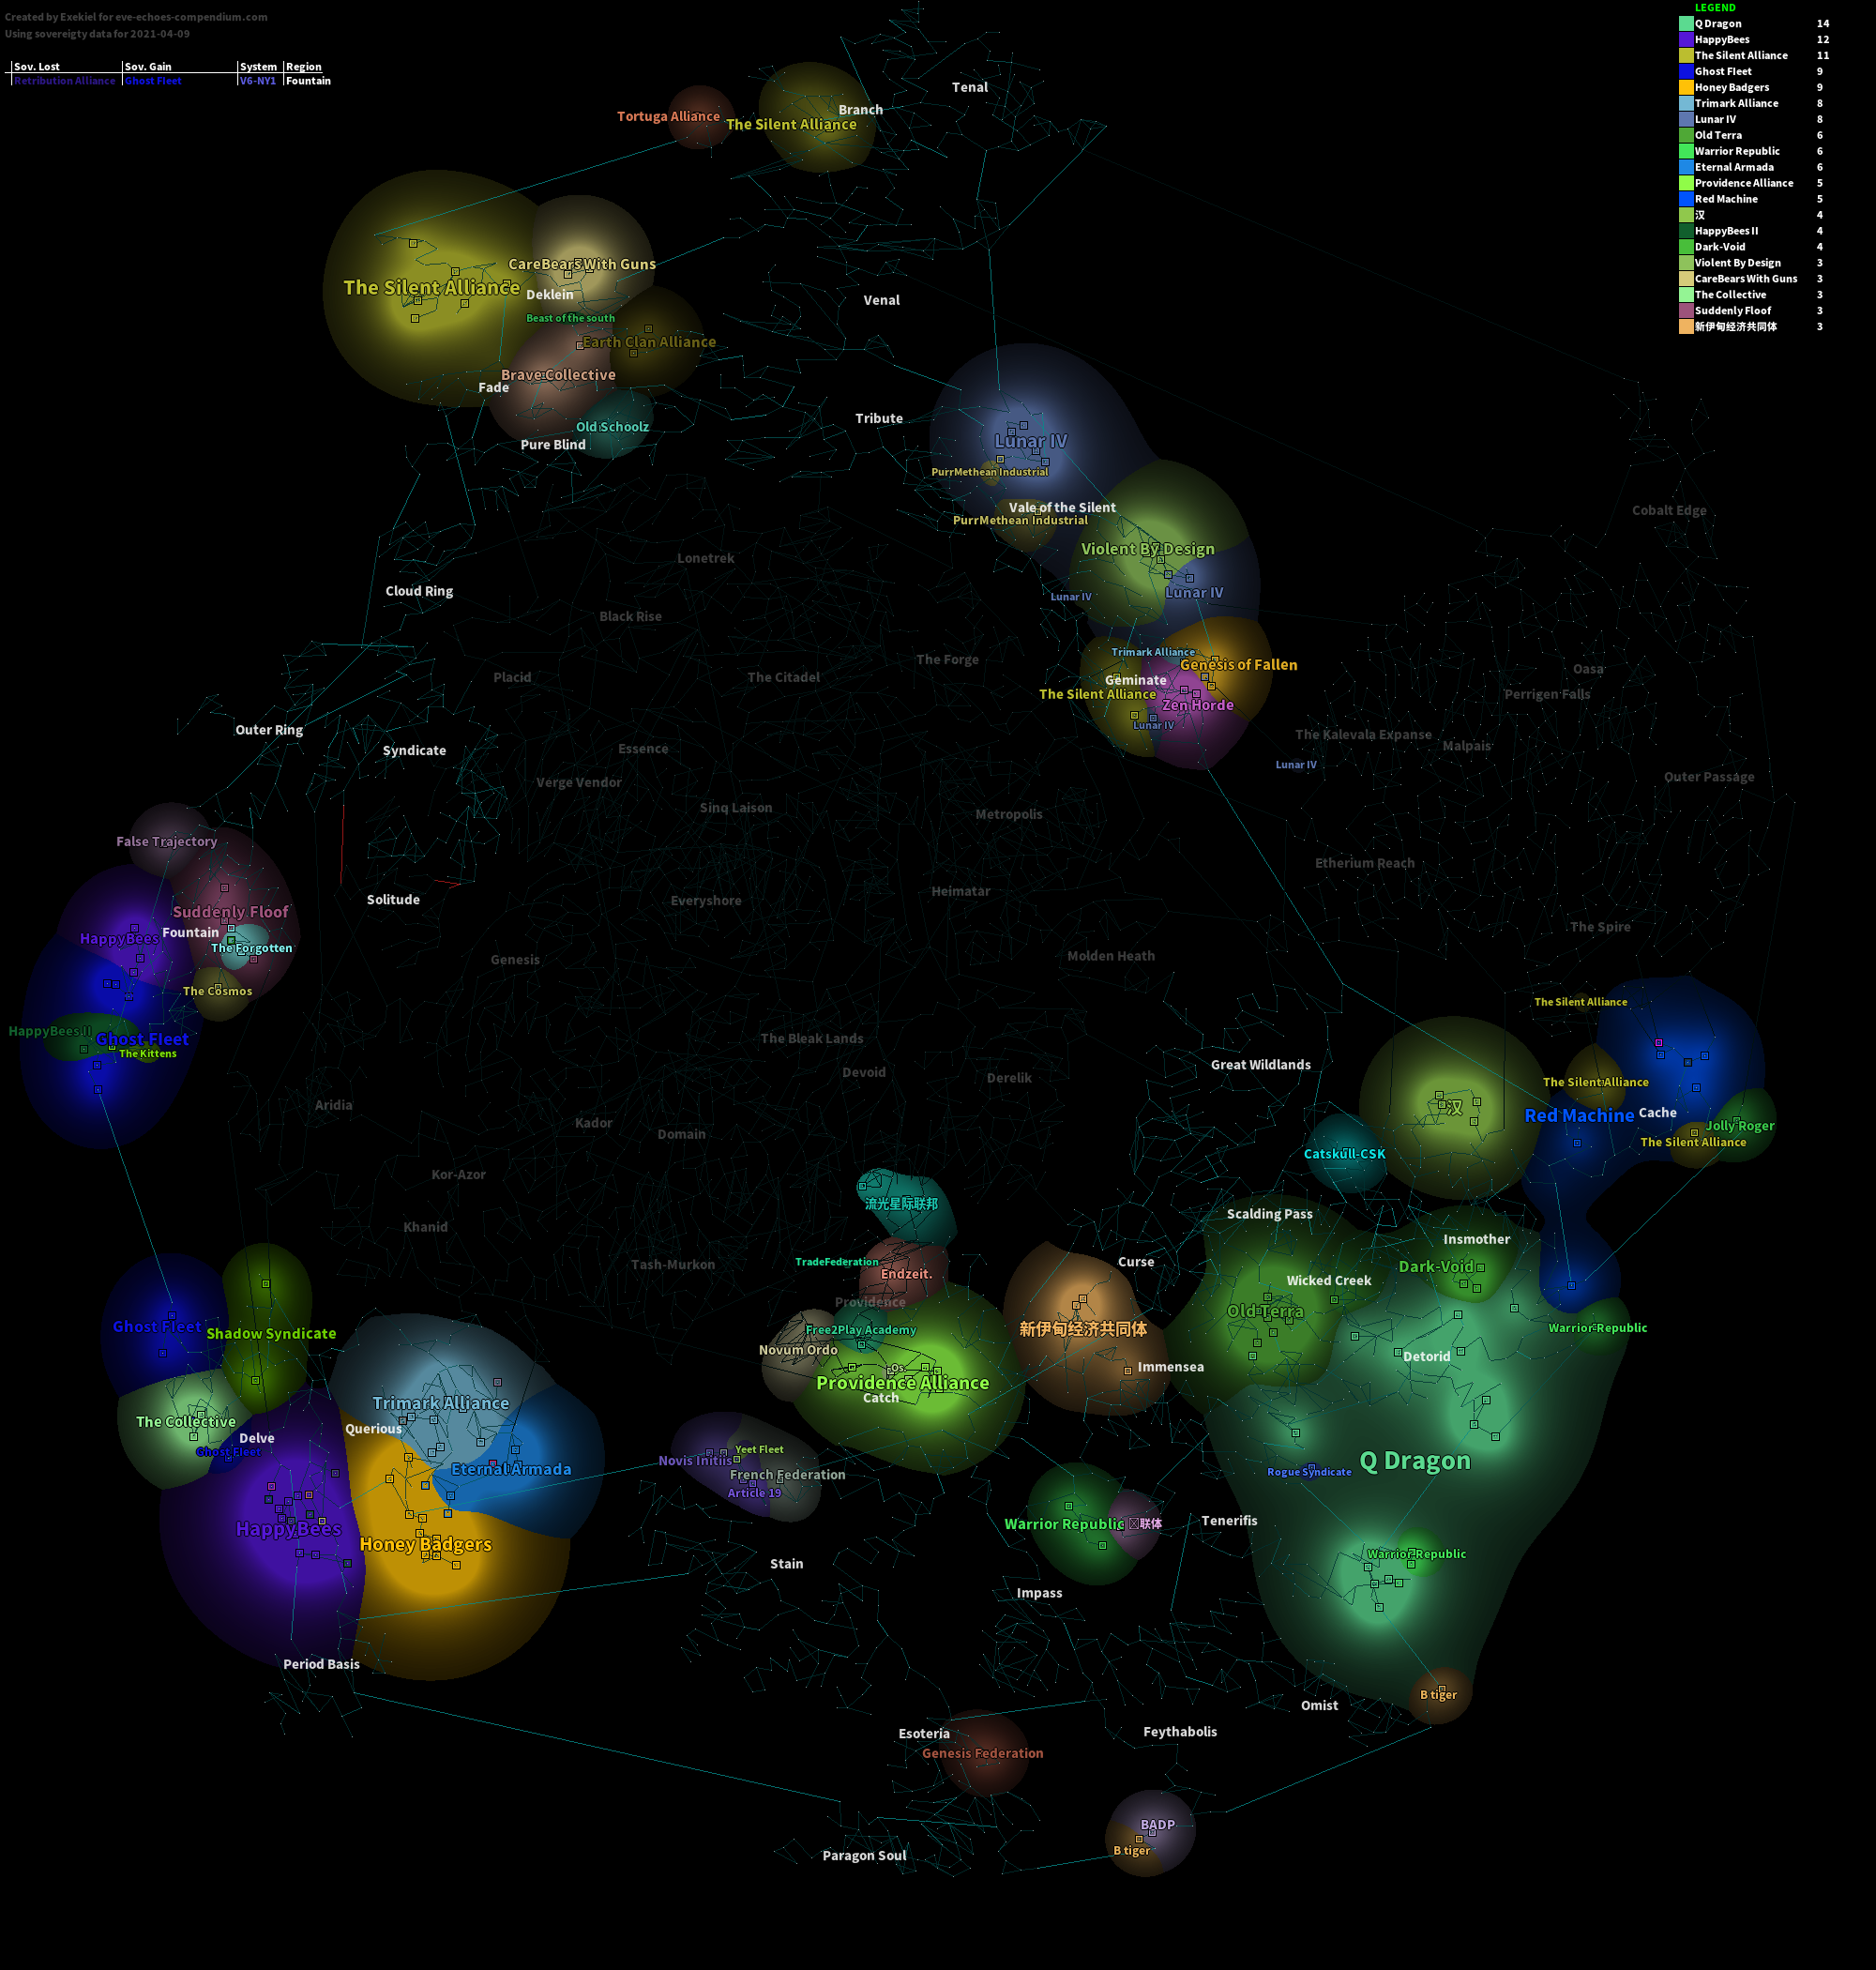 Created by Exekiel for eve-echoes-compendium.com
Using sovereigty data for 2021-04-09
Sov. Lost Sov. Gain System Region
Retribution Alliance Ghost Fleet V6-NY1 Fountain
LEGEND
Q Dragon 14
HappyBees 12
The Silent Alliance 11
Ghost Fleet 9
Honey Badgers 9
Trimark Alliance 8
Lunar IV 8
Old Terra 6
Warrior Republic 6
Eternal Armada 6
Providence Alliance 5
Red Machine 5
汉 4
HappyBees II 4
Dark-Void 4
Violent By Design 3
CareBears With Guns 3
The Collective 3
Suddenly Floof 3
新伊甸经济共同体 3
Tenal
Branch
Tortuga Alliance
The Silent Alliance
CareBears With Guns
The Silent Alliance
Deklein
Venal
Beast of the south
Earth Clan Alliance
Brave Collective
Fade
Tribute
Old Schoolz
Lunar IV
Pure Blind
PurrMethean Industrial
Vale of the Silent
Cobalt Edge
PurrMethean Industrial
Violent By Design
Lonetrek
Cloud Ring
Lunar IV
Lunar IV
Black Rise
Trimark Alliance
The Forge
Genesis of Fallen
Oasa
Placid
The Citadel
Geminate
The Silent Alliance
Perrigen Falls
Zen Horde
Lunar IV
Outer Ring
The Kalevala Expanse
Syndicate
Essence
Malpais
Lunar IV
Outer Passage
Verge Vendor
Sinq Laison
Metropolis
False Trajectory
Etherium Reach
Heimatar
Solitude
Everyshore
Suddenly Floof
The Spire
Fountain
HappyBees
The Forgotten
Molden Heath
Genesis
The Cosmos
The Silent Alliance
HappyBees II
Ghost Fleet
The Bleak Lands
The Kittens
Great Wildlands
Devoid
Derelik
The Silent Alliance
Aridia
汉
Cache
Red Machine
Kador
Jolly Roger
Domain
The Silent Alliance
Catskull-CSK
Kor-Azor
流光星际联邦
Scalding Pass
Khanid
Insmother
TradeFederation
Curse
Tash-Murkon
Dark-Void
Endzeit.
Wicked Creek
Providence
Old Terra
Ghost Fleet
Shadow Syndicate
Free2Play Academy
新伊甸经济共同体
Warrior Republic
Novum Ordo
Detorid
Os
Immensea
Providence Alliance
Catch
Trimark Alliance
The Collective
Querious
Delve
Ghost Fleet
Yeet Fleet
Novis Initiis
Q Dragon
Eternal Armada
French Federation
Rogue Syndicate
Article 19
HappyBees
Warrior Republic
联体
Tenerifis
Honey Badgers
Warrior Republic
Stain
Impass
Period Basis
B tiger
Omist
Esoteria
Feythabolis
Genesis Federation
BADP
B tiger
Paragon Soul